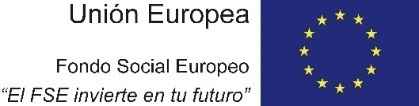 Unión Europea
Fondo Social Europeo
“El FSE invierte en tu futuro”